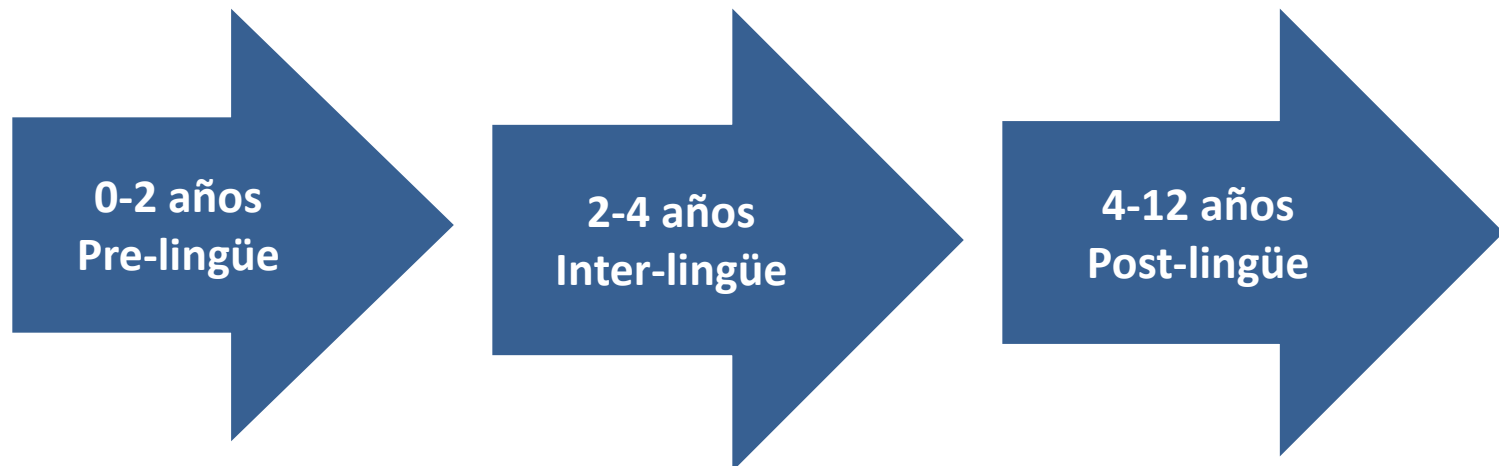 0-2 años
Pre-lingüe
2-4 años
Inter-lingüe
4-12 años
Post-lingüe